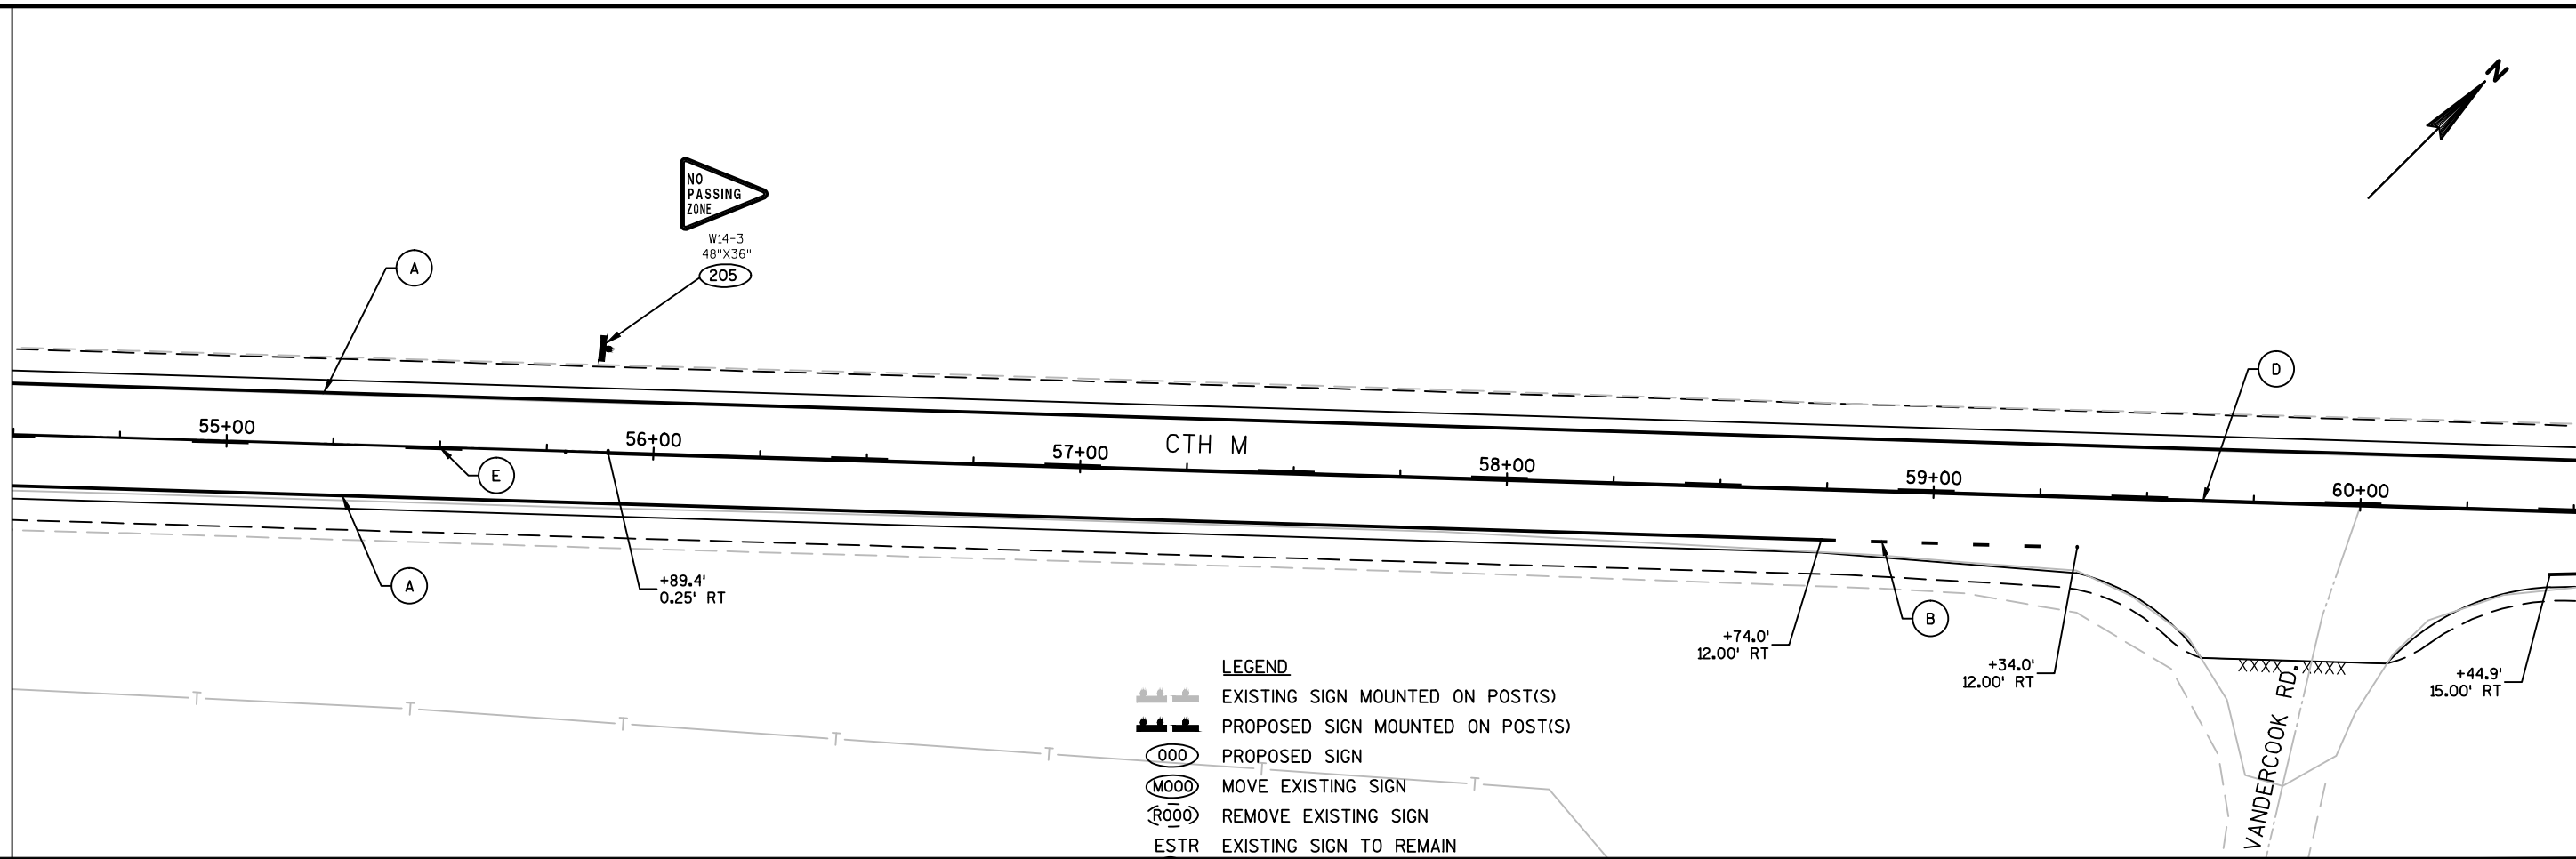 N
NO
PASSING
ZONE
W14-3
48"X36"
205
A
D
55+00
56+00
57+00
CTH M
58+00
59+00
60+00
E
A
+89.4'
0.25' RT
B
+74.0'
12.00' RT
+34.0'
12.00' RT
+44.9'
15.00' RT
XXXX XXXX
VANDERCOOK RD.
T T T T T T T
LEGEND
EXISTING SIGN MOUNTED ON POST(S)
PROPOSED SIGN MOUNTED ON POST(S)
000 PROPOSED SIGN
M000 MOVE EXISTING SIGN
R000 REMOVE EXISTING SIGN
ESTR EXISTING SIGN TO REMAIN